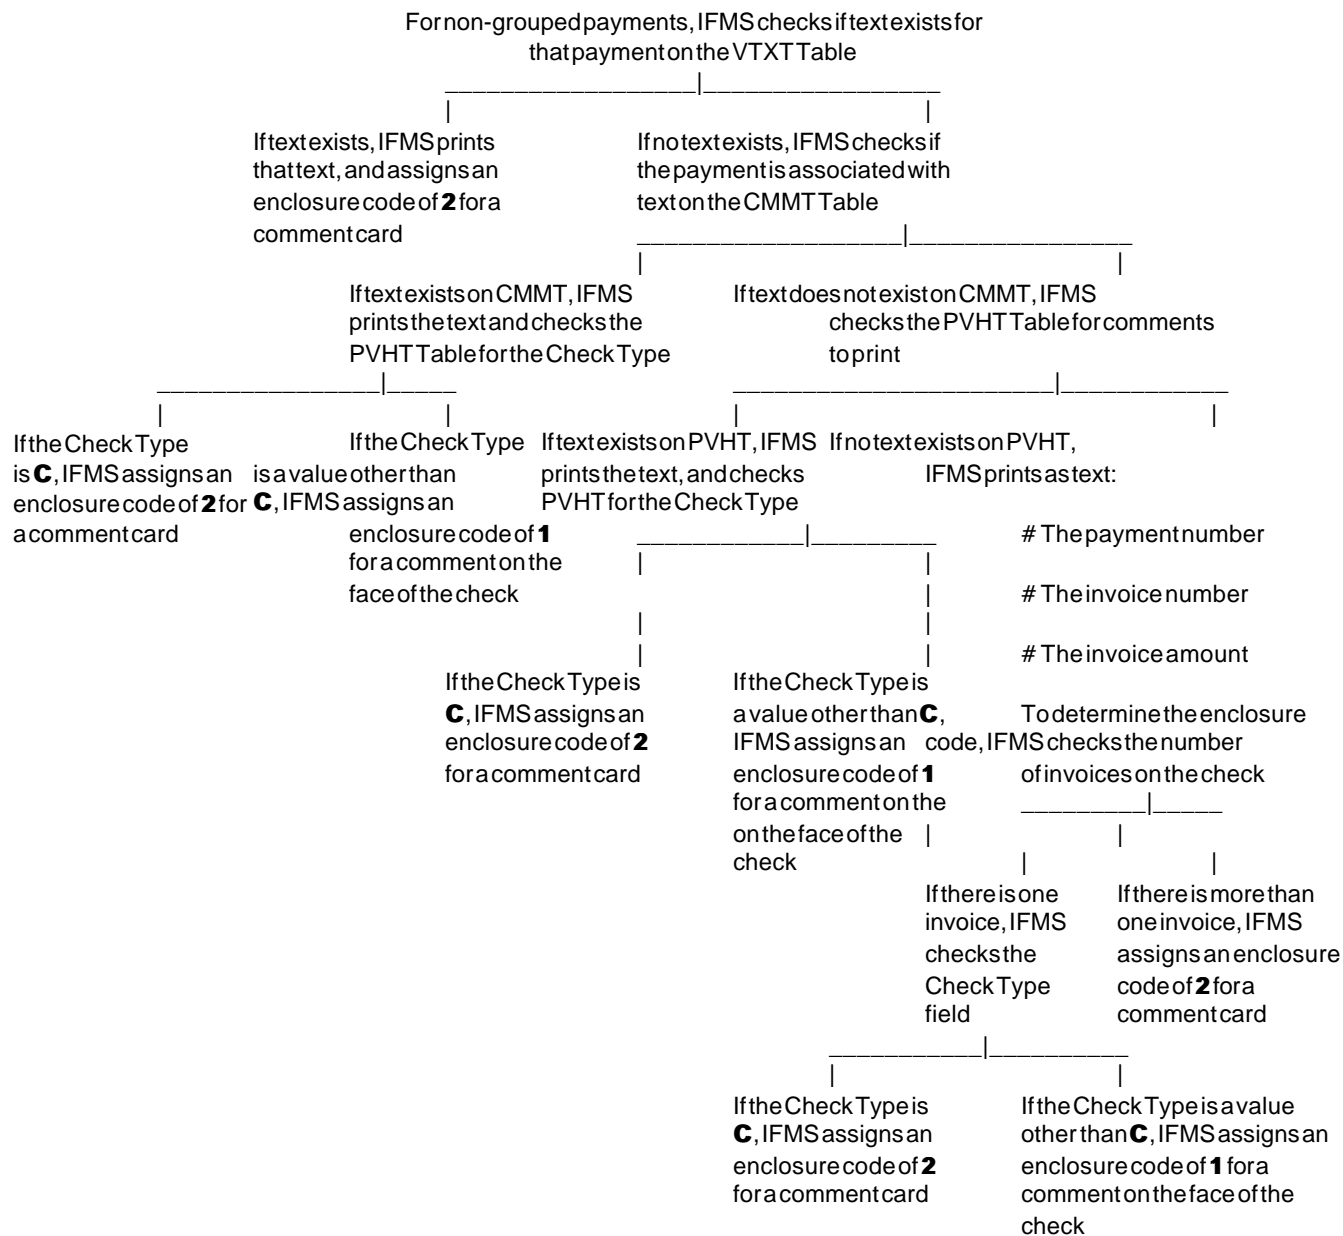 For non-grouped payments, IFMS checks if text exists for
that payment on the VTXT Table
If text exists, IFMS prints
that text, and assigns an
enclosure code of 2 for a
comment card
If no text exists, IFMS checks if
the payment is associated with
text on the CMMT Table
If text exists on CMMT, IFMS
prints the text and checks the
PVHT Table for the Check Type
If text does not exist on CMMT, IFMS
checks the PVHT Table for comments
to print
If the Check Type
is C, IFMS assigns an
enclosure code of 2 for
a comment card
If the Check Type
is a value other than
C, IFMS assigns an
enclosure code of 1
for a comment on the
face of the check
If text exists on PVHT, IFMS
prints the text, and checks
PVHT for the Check Type
If no text exists on PVHT,
IFMS prints as text:
# The payment number
# The invoice number
# The invoice amount
To determine the enclosure
code, IFMS checks the number
of invoices on the check
If the Check Type is
C, IFMS assigns an
enclosure code of 2
for a comment card
If the Check Type is
a value other than C,
IFMS assigns an
enclosure code of 1
for a comment on the
on the face of the
check
If there is one
invoice, IFMS
checks the
Check Type
field
If there is more than
one invoice, IFMS
assigns an enclosure
code of 2 for a
comment card
If the Check Type is
C, IFMS assigns an
enclosure code of 2
for a comment card
If the Check Type is a value
other than C, IFMS assigns an
enclosure code of 1 for a
comment on the face of the
check